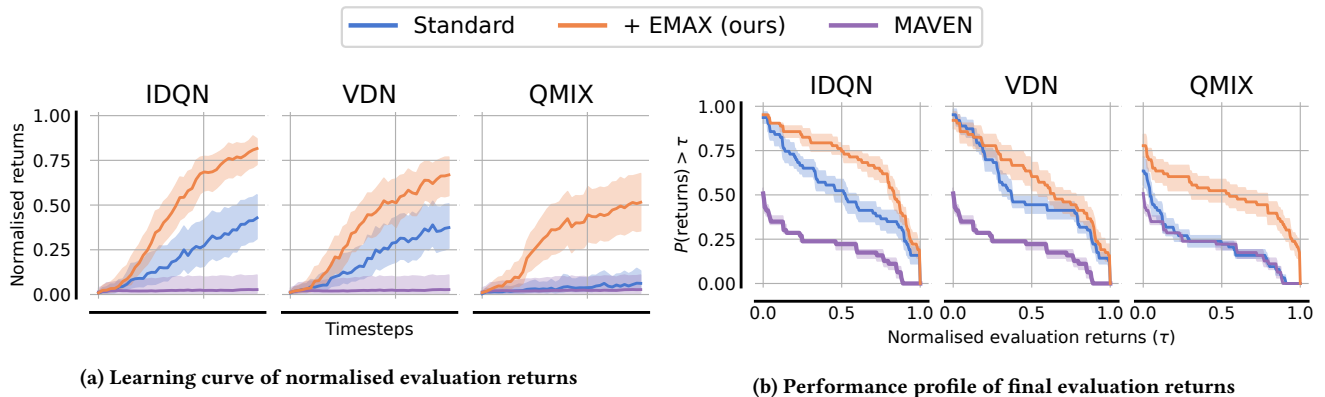 Standard + EMAX (ours) MAVEN
IDQN VDN QMIX
Normalised returns
1.00
0.75
0.50
0.25
0.00
Timesteps
(a) Learning curve of normalised evaluation returns
IDQN VDN QMIX
P(returns) > τ
1.00
0.75
0.50
0.25
0.00
0.0 0.5 1.0 0.0 0.5 1.0 0.0 0.5 1.0
Normalised evaluation returns (τ)
(b) Performance profile of final evaluation returns